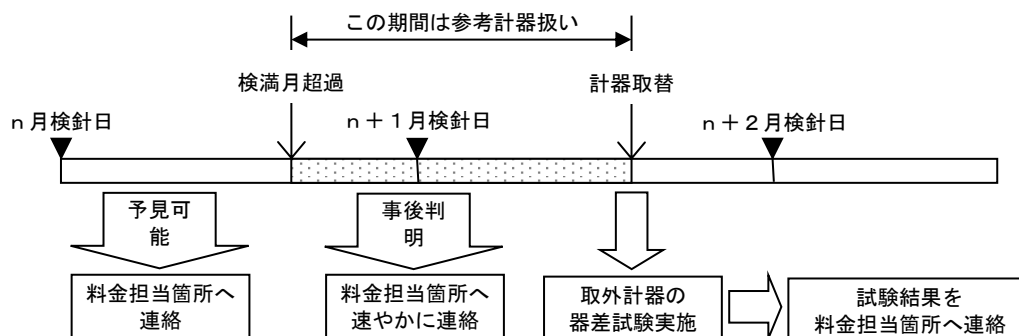 この期間は参考計器扱い
検満月超過
計器取替
n月検針日
n+1月検針日
n+2月検針日
予見可
能
事後判
明
料金担当箇所へ
連絡
料金担当箇所へ
速やかに連絡
取外計器の
器差試験実施
試験結果を
料金担当箇所へ連絡